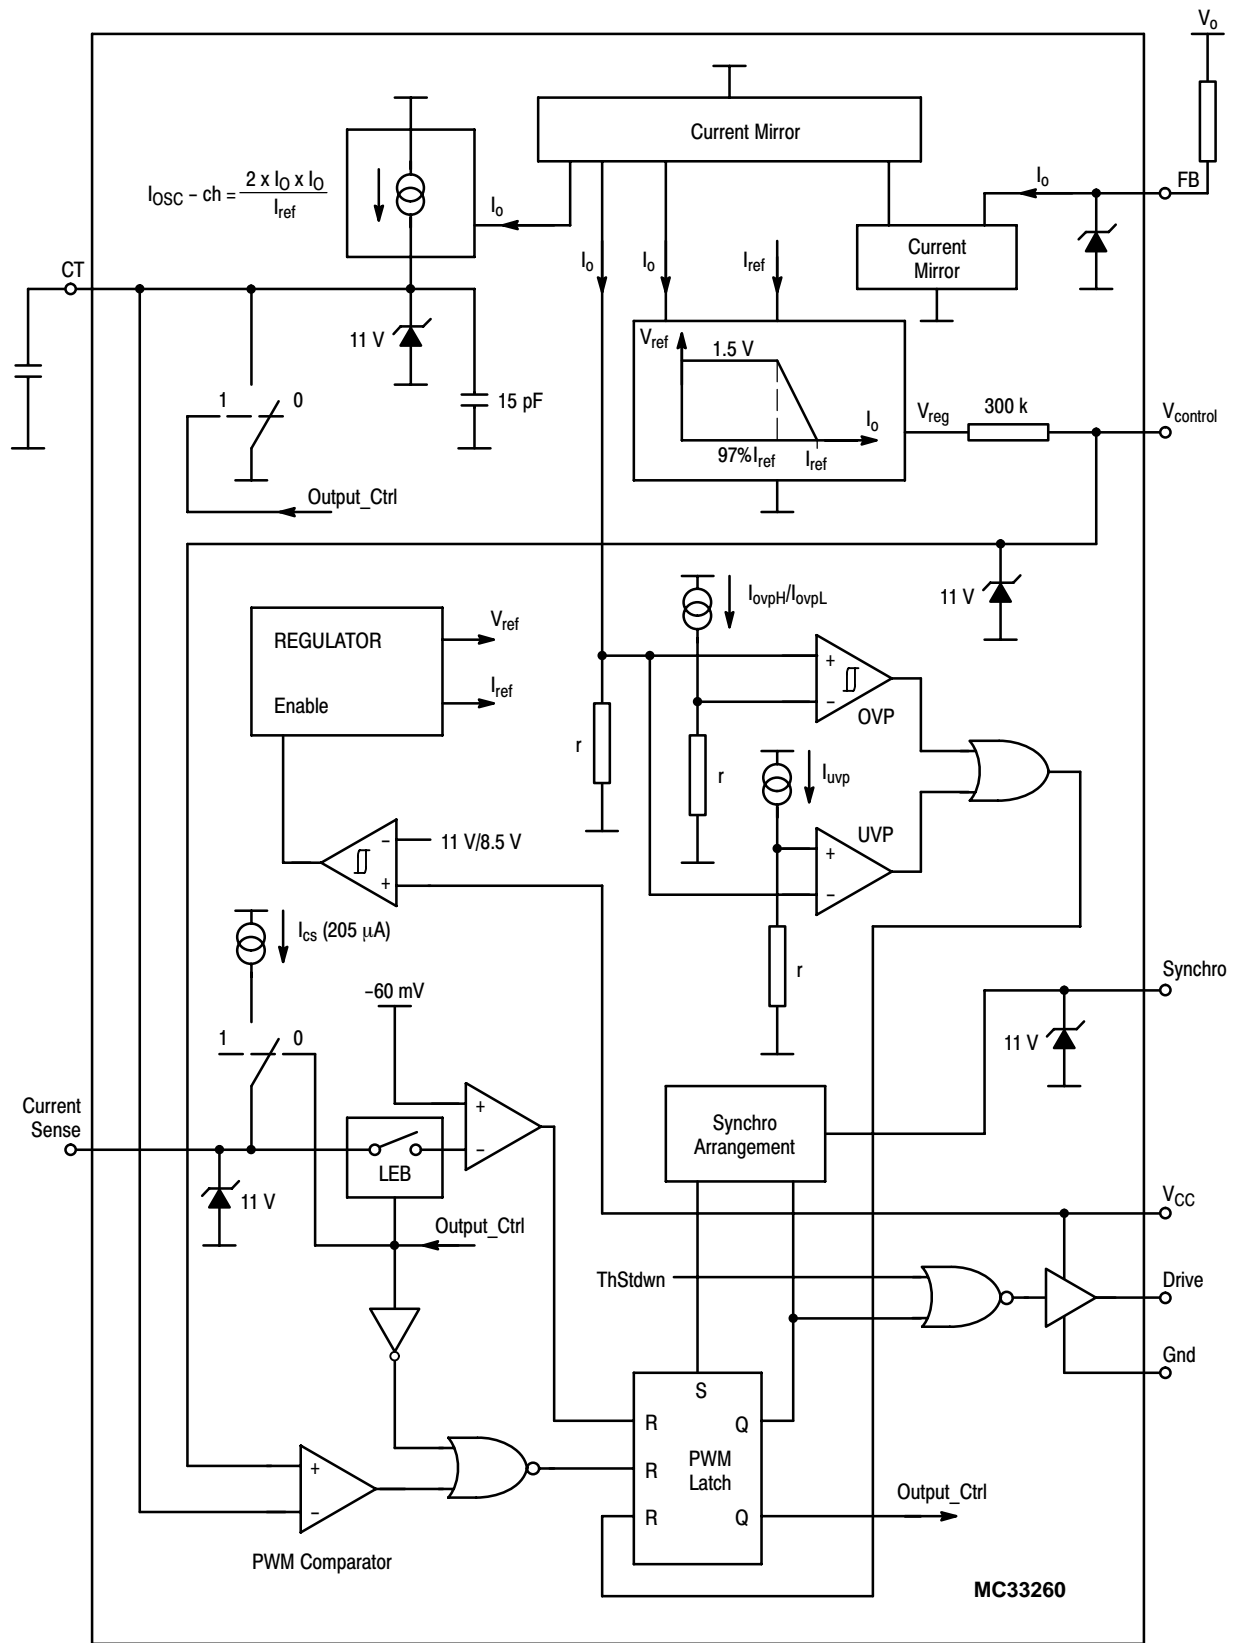 Vo
Current Mirror
IOSC – ch = 2 x IO x IO
Iref
Io
Io
FB
Current
Mirror
CT
Io
Io
Iref
11 V
Vref
1.5 V
1
0
15 pF
Io
Vreg
300 k
Vcontrol
97%Iref
Iref
Output_Ctrl
IovpH/IovpL
11 V
REGULATOR
Vref
Enable
Iref
+
–
OVP
r
r
Iuvp
11 V/8.5 V
–
+
UVP
+
–
Ics (205 μA)
r
Synchro
–60 mV
1
0
11 V
Current
Sense
+
–
LEB
Synchro
Arrangement
11 V
VCC
Output_Ctrl
ThStdwn
Drive
Gnd
S
R
Q
PWM
Latch
R
R
Q
Output_Ctrl
+
–
PWM Comparator
MC33260